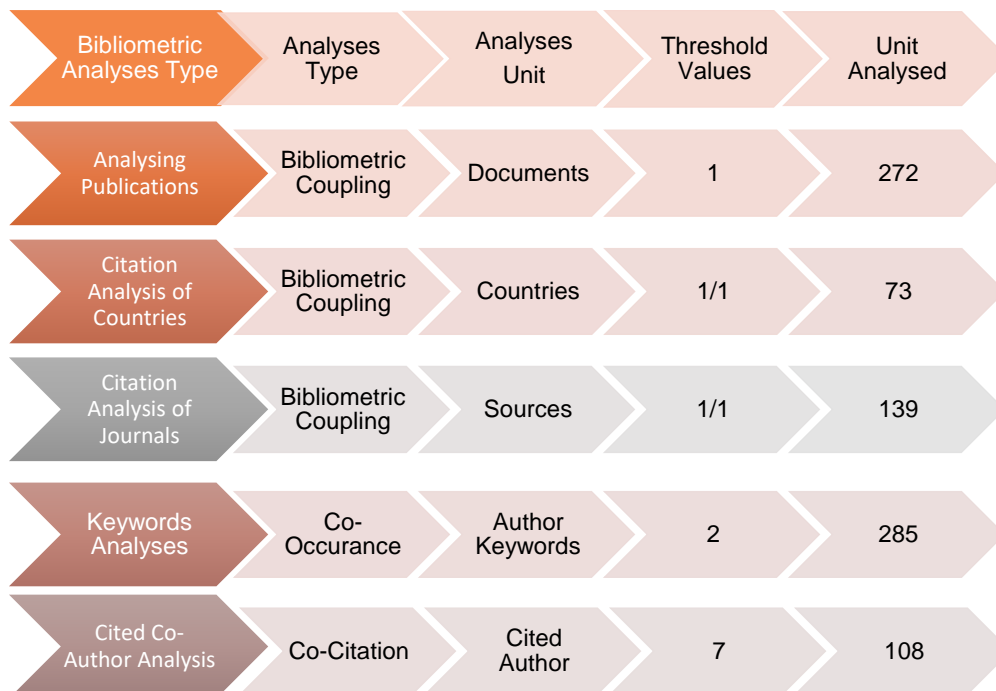 Bibliometric
Analyses Type
Analyses
Type
Analyses
Unit
Threshold
Values
Unit
Analysed
Analysing
Publications
Bibliometric
Coupling
Documents
1
272
Citation
Analysis of
Countries
Bibliometric
Coupling
Countries
1/1
73
Citation
Analysis of
Journals
Bibliometric
Coupling
Sources
1/1
139
Keywords
Analyses
Co-
Occurance
Author
Keywords
2
285
Cited Co-
Author Analysis
Co-Citation
Cited
Author
7
108